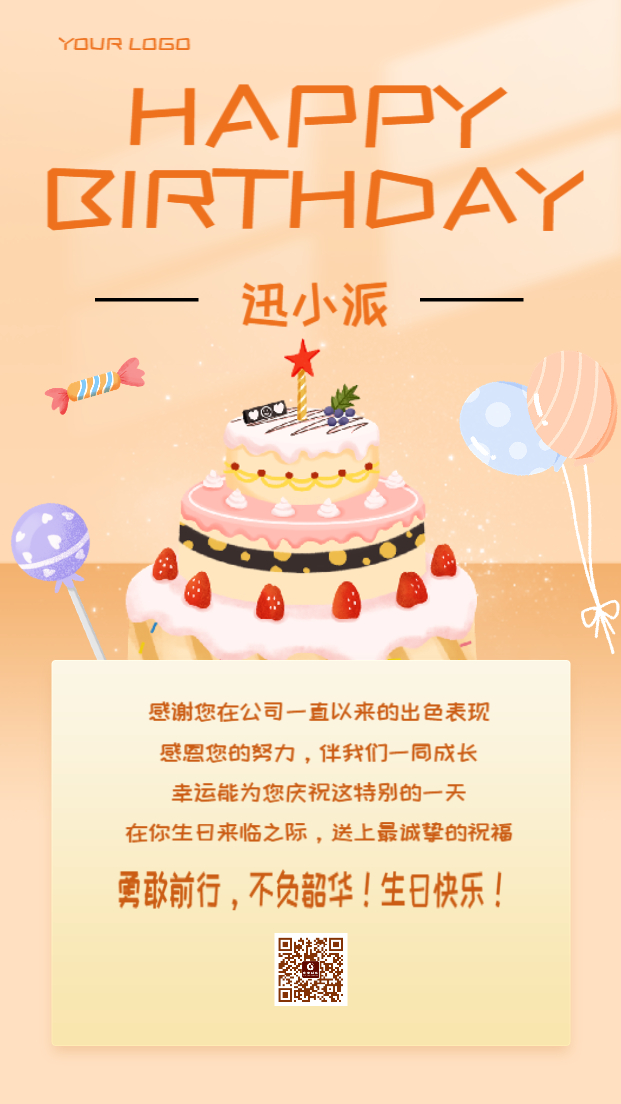 YOUR LOGO
HAPPY
BIRTHDAY
迅小派
感谢您在公司一直以来的出色表现
感恩您的努力，伴我们一同成长
幸运能为您庆祝这特别的一天
在你生日来临之际，送上最诚挚的祝福
勇敢前行，不负韶华！生日快乐！